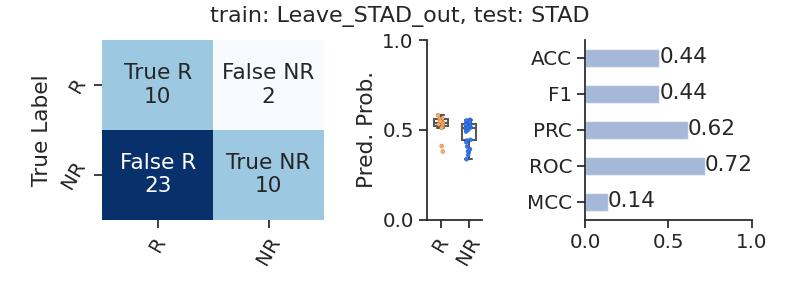 train: Leave_STAD_out, test: STAD
True Label
R
NR
True R
10
False NR
2
False R
23
True NR
10
R
NR
Pred. Prob.
1.0
0.5
0.0
R
NR
ACC
0.44
F1
0.44
PRC
0.62
ROC
0.72
MCC
0.14
0.0
0.5
1.0